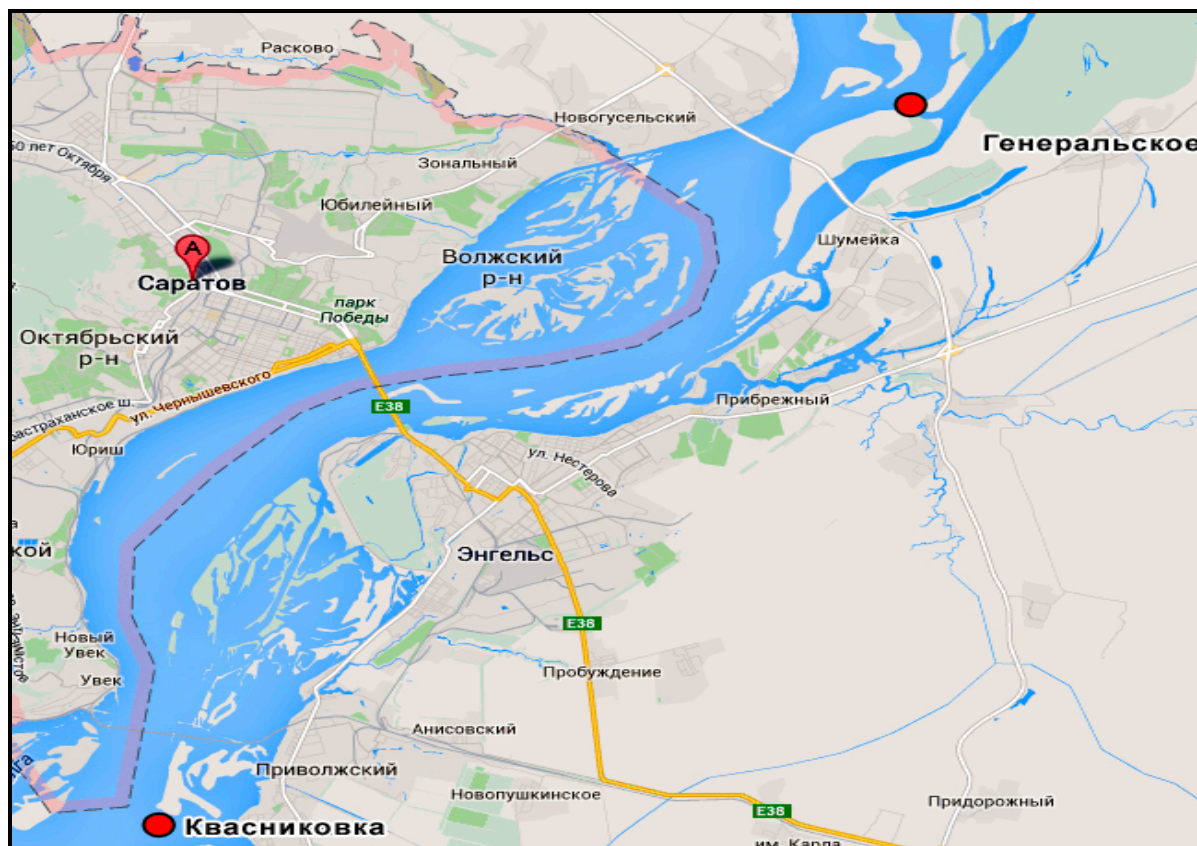 Расково
50 лет Октября
Новогусельский
Зональный
Генеральское
Юбилейный
Шумейка
A
Саратов
Волжский
р-н
парк
Победы
Октябрьский
р-н
ул. Чернышевского
E38
Прибрежный
Юриш
ул. Нестерова
кой
Энгельс
E38
Новый
Увек
Увек
Пробуждение
Анисовский
Приволжский
Новопушкинское
Придорожный
E38
Квасниковка
им. Карла